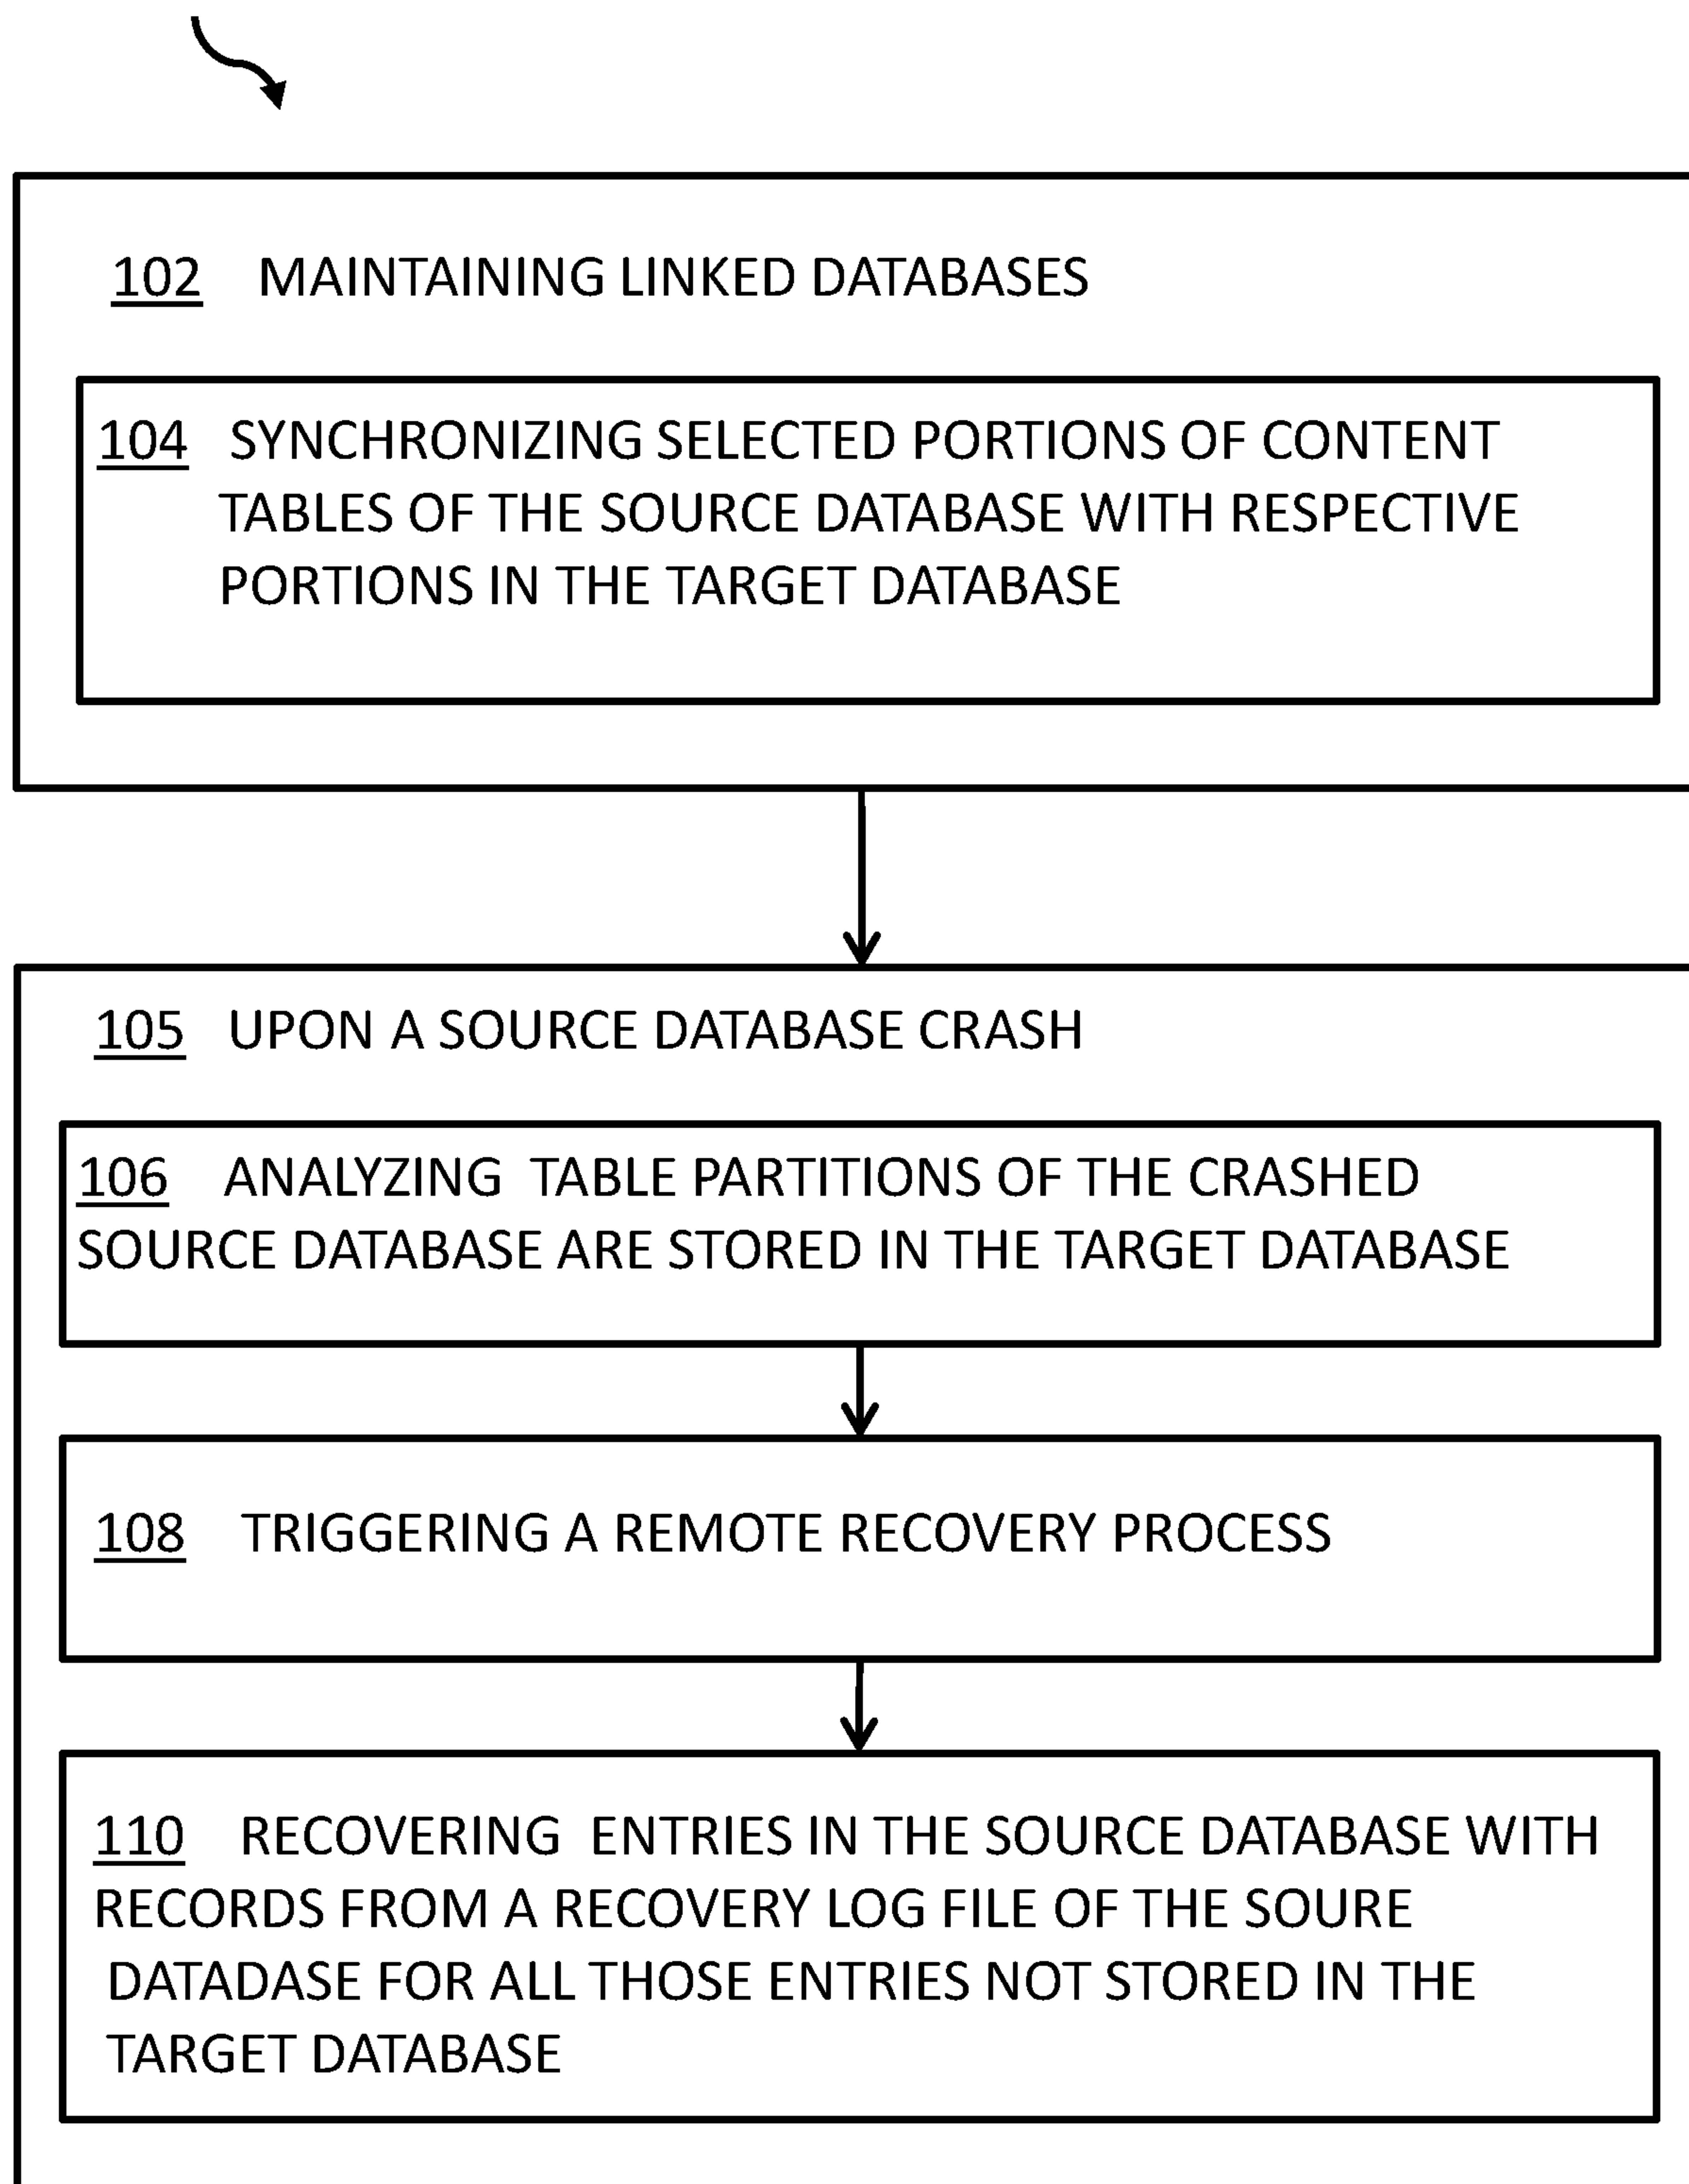 102 MAINTAINING LINKED DATABASES
104 SYNCHRONIZING SELECTED PORTIONS OF CONTENT
TABLES OF THE SOURCE DATABASE WITH RESPECTIVE
PORTIONS IN THE TARGET DATABASE
105 UPON A SOURCE DATABASE CRASH
106 ANALYZING TABLE PARTITIONS OF THE CRASHED
SOURCE DATABASE ARE STORED IN THE TARGET DATABASE
108 TRIGGERING A REMOTE RECOVERY PROCESS
110 RECOVERING ENTRIES IN THE SOURCE DATABASE WITH
RECORDS FROM A RECOVERY LOG FILE OF THE SOURE
DATADASE FOR ALL THOSE ENTRIES NOT STORED IN THE
TARGET DATABASE